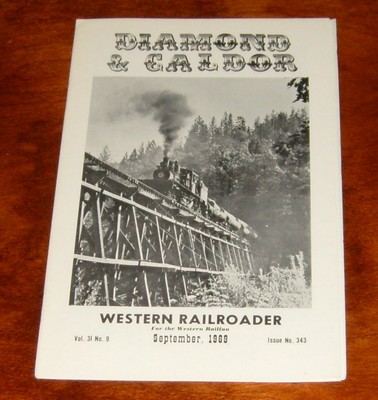 DIAMOND
& CALDOR
WESTERN RAILROADER
For the Western Railfan
Vol. 31 No. 9
September, 1968
Issue No. 343